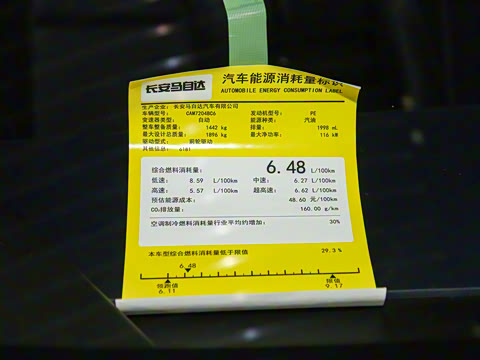 长安马自达
汽车能源消耗量标识
AUTOMOBILE ENERGY CONSUMPTION LABEL
生产企业: 长安马自达汽车有限公司
车辆型号: CAM7204BC6 发动机型号: PE
变速器类型: 自动 能源种类: 汽油
整车整备质量: 1442 kg 排量: 1998 mL
最大设计总质量: 1896 kg 最大净功率: 116 kW
驱动型式: 前轮驱动
其他信息: 6i8i
综合燃料消耗量: 6.48 L/100km
低速: 8.59 L/100km 中速: 6.27 L/100km
高速: 5.57 L/100km 超高速: 6.62 L/100km
预估能源成本: 48.60 元/100km
CO₂排放量: 160.00 g/km
空调制冷燃料消耗量行业平均约增加: 30%
本车型综合燃料消耗量低于限值 29.3%
6.48
领跑值 限值
6.11 9.17